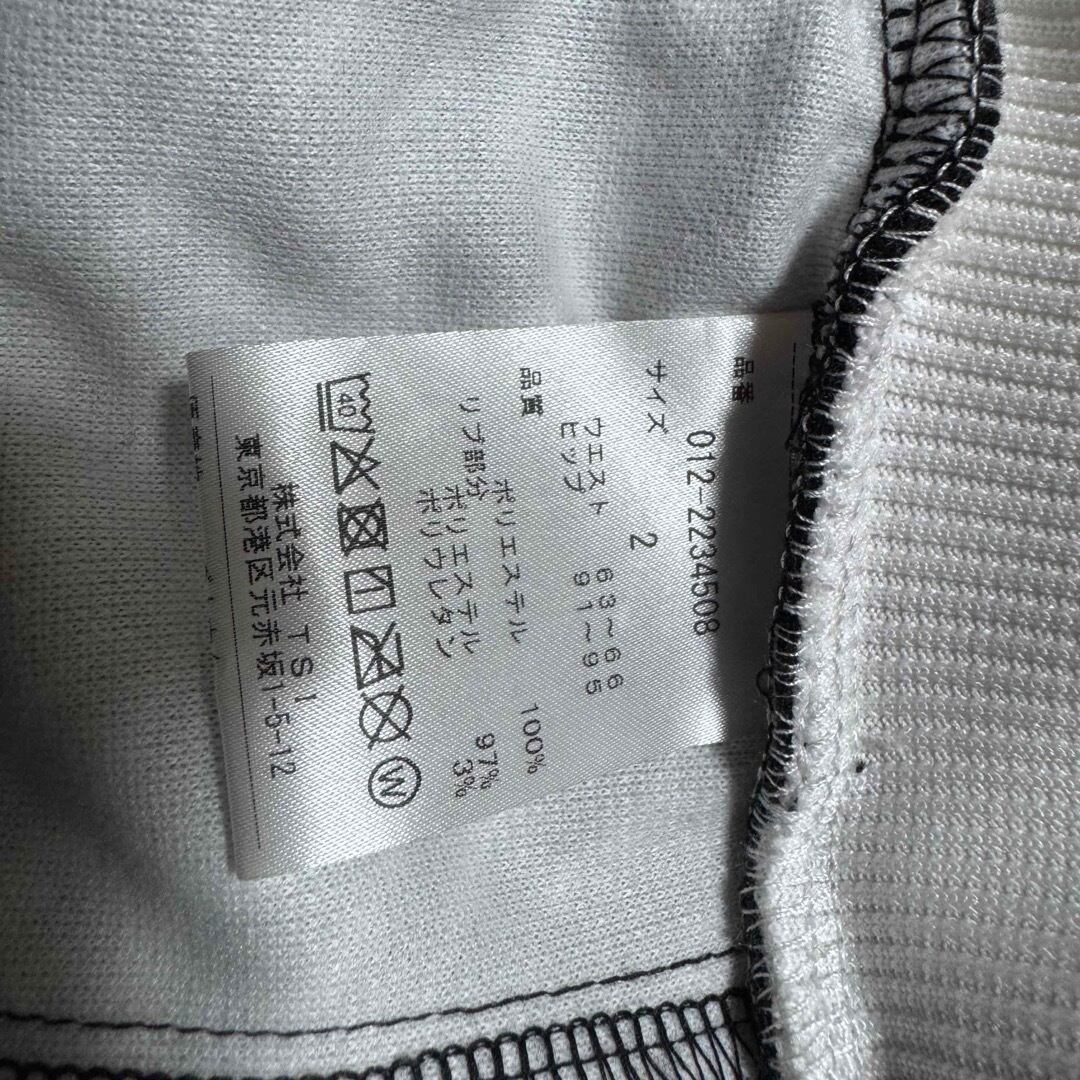 品番
012-2234508
サイズ
2
ウエスト 63～66
ヒップ 91～95
品質
ポリエステル 100%
リブ部分 ポリエステル 97%
ポリウレタン 3%
40
W
株式会社 TSI
東京都港区元赤坂1-5-12